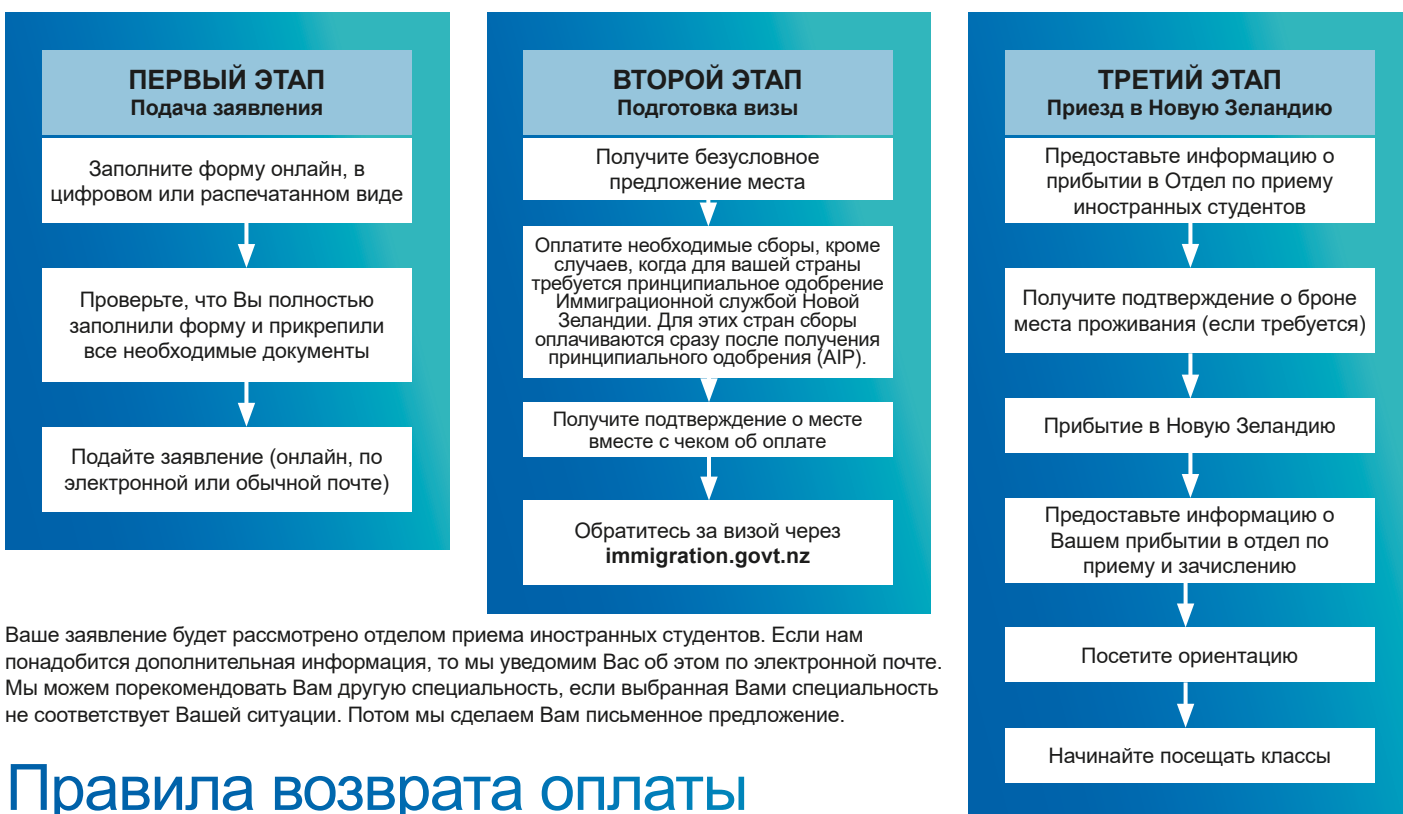 ПЕРВЫЙ ЭТАП
Подача заявления
Заполните форму онлайн, в
цифровом или распечатанном виде
Проверьте, что Вы полностью
заполнили форму и прикрепили
все необходимые документы
Подайте заявление (онлайн, по
электронной или обычной почте)
ВТОРОЙ ЭТАП
Подготовка визы
Получите безусловное
предложение места
Оплатите необходимые сборы, кроме
случаев, когда для вашей страны
требуется принципиальное одобрение
Иммиграционной службой Новой
Зеландии. Для этих стран сборы
оплачиваются сразу после получения
принципиального одобрения (AIP).
Получите подтверждение о месте
вместе с чеком об оплате
Обратитесь за визой через
immigration.govt.nz
ТРЕТИЙ ЭТАП
Приезд в Новую Зеландию
Предоставьте информацию о
прибытии в Отдел по приему
иностранных студентов
Получите подтверждение о броне
места проживания (если требуется)
Прибытие в Новую Зеландию
Предоставьте информацию о
Вашем прибытии в отдел по
приему и зачислению
Посетите ориентацию
Начинайте посещать классы
Ваше заявление будет рассмотрено отделом приема иностранных студентов. Если нам
понадобится дополнительная информация, то мы уведомим Вас об этом по электронной почте.
Мы можем порекомендовать Вам другую специальность, если выбранная Вами специальность
не соответствует Вашей ситуации. Потом мы сделаем Вам письменное предложение.
Правила возврата оплаты